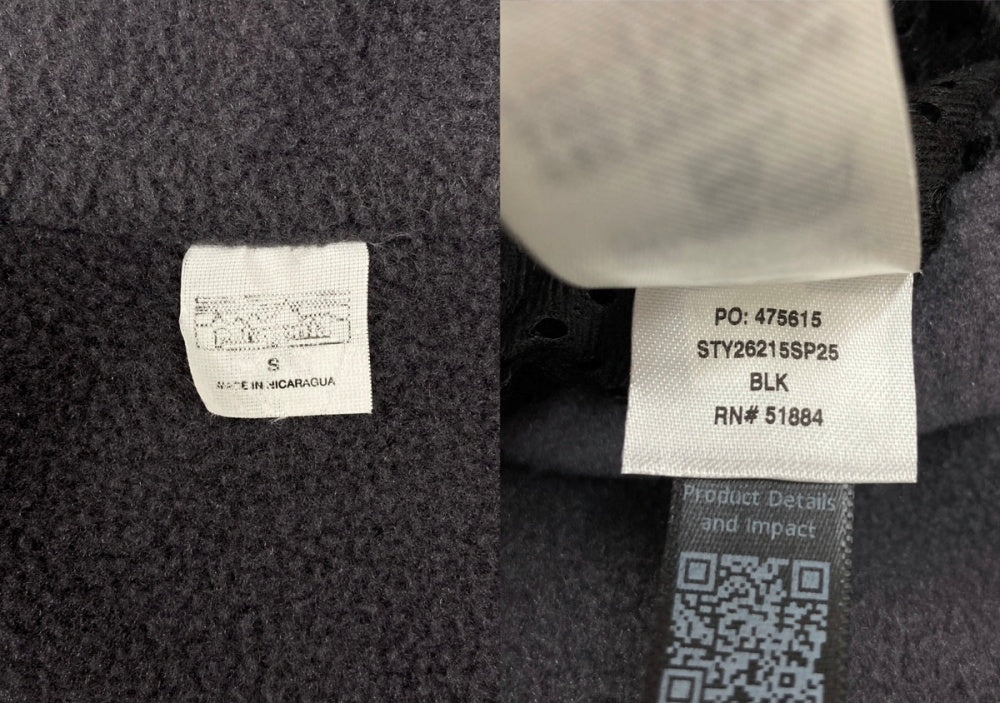 S
MADE IN NICARAGUA
PO: 475615
STY26215SP25
BLK
RN# 51884
Product Details
and Impact